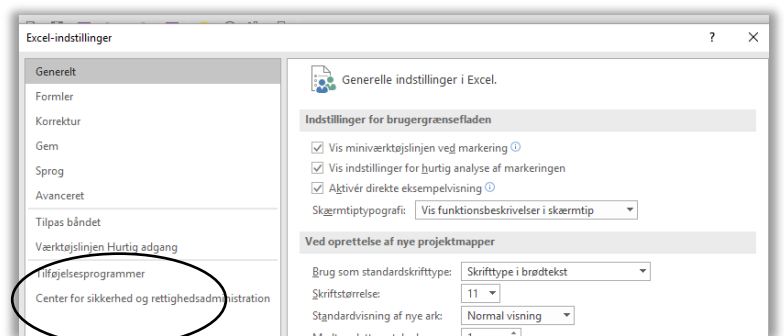 Excel-indstillinger
?
Generelt
Formler
Korrektur
Gem
Sprog
Avanceret
Tilpas båndet
Værktøjslinjen Hurtig adgang
Tilføjelsesprogrammer
Center for sikkerhed og rettighedsadministration
Generelle indstillinger i Excel.
Indstillinger for brugergrænsefladen
Vis miniværktøjslinjen ved markering
Vis indstillinger for hurtig analyse af markeringen
Aktivér direkte eksempelvisning
Skærmtiptypografi: Vis funktionsbeskrivelser i skærmtip
Ved oprettelse af nye projektmapper
Brug som standardskrifttype: Skrifttype i brødtekst
Skriftstørrelse: 11
Standardvisning af nye ark: Normal visning